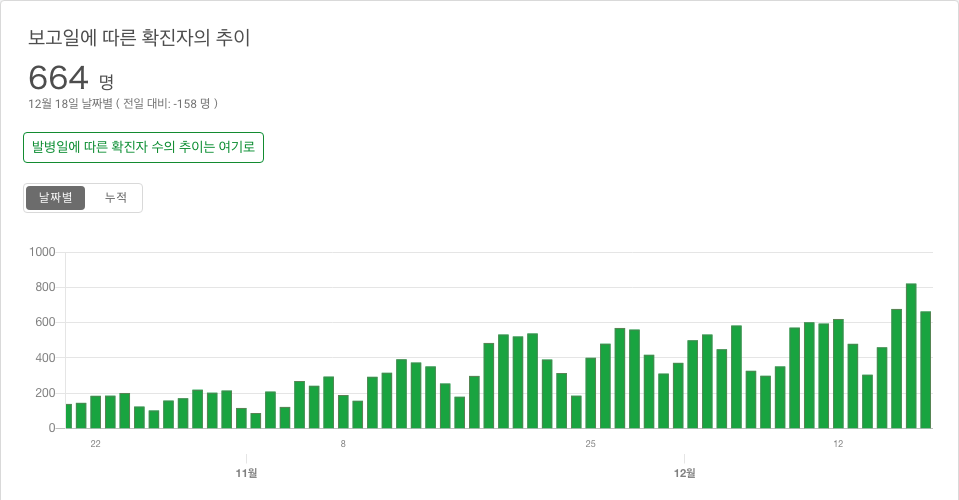 보고일에 따른 확진자의 추이
664 명
12월 18일 날짜별 ( 전일 대비: -158 명 )
발병일에 따른 확진자 수의 추이는 여기로
날짜별 누적
1000
800
600
400
200
0
22 8 25 12
11월 12월